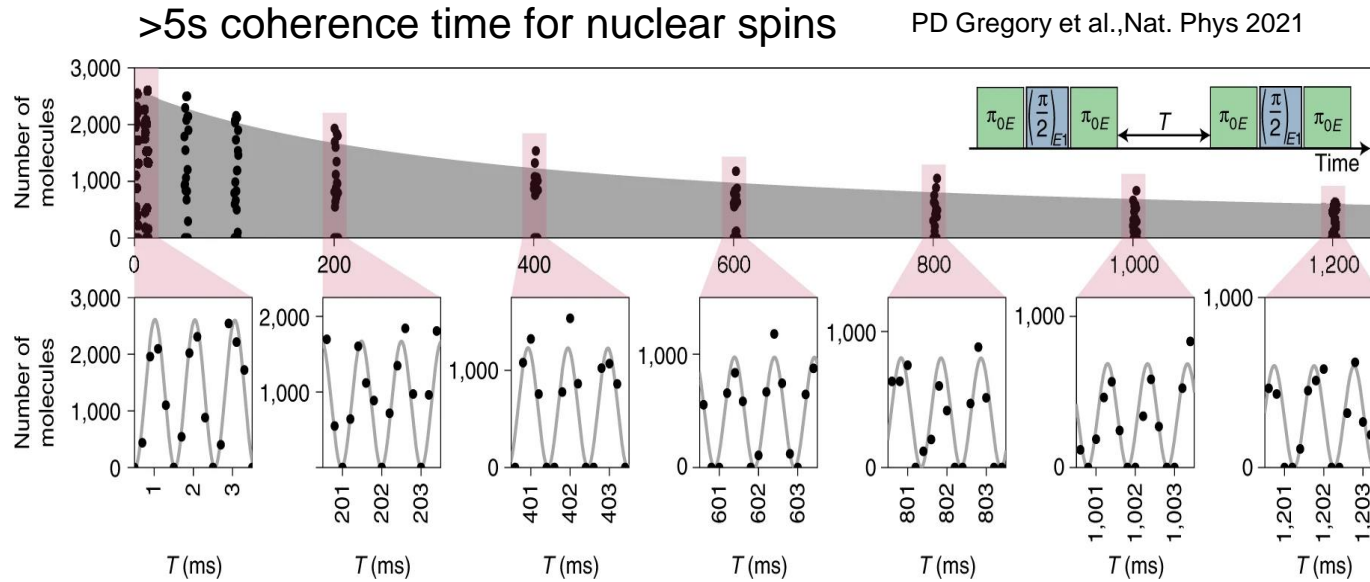 >5s coherence time for nuclear spins
PD Gregory et al.,Nat. Phys 2021
Number of
molecules
3,000
2,000
1,000
0
0 200 400 600 800 1,000 1,200
π0E (π/2)E1 π0E T π0E (π/2)E1 π0E
Time
Number of
molecules
3,000
2,000
1,000
0
1 2 3
T (ms)
2,000
1,000
201 202 203
T (ms)
1,000
0
401 402 403
T (ms)
1,000
0
601 602 603
T (ms)
1,000
0
801 802 803
T (ms)
1,000
0
1,001 1,002 1,003
T (ms)
1,000
0
1,201 1,202 1,203
T (ms)